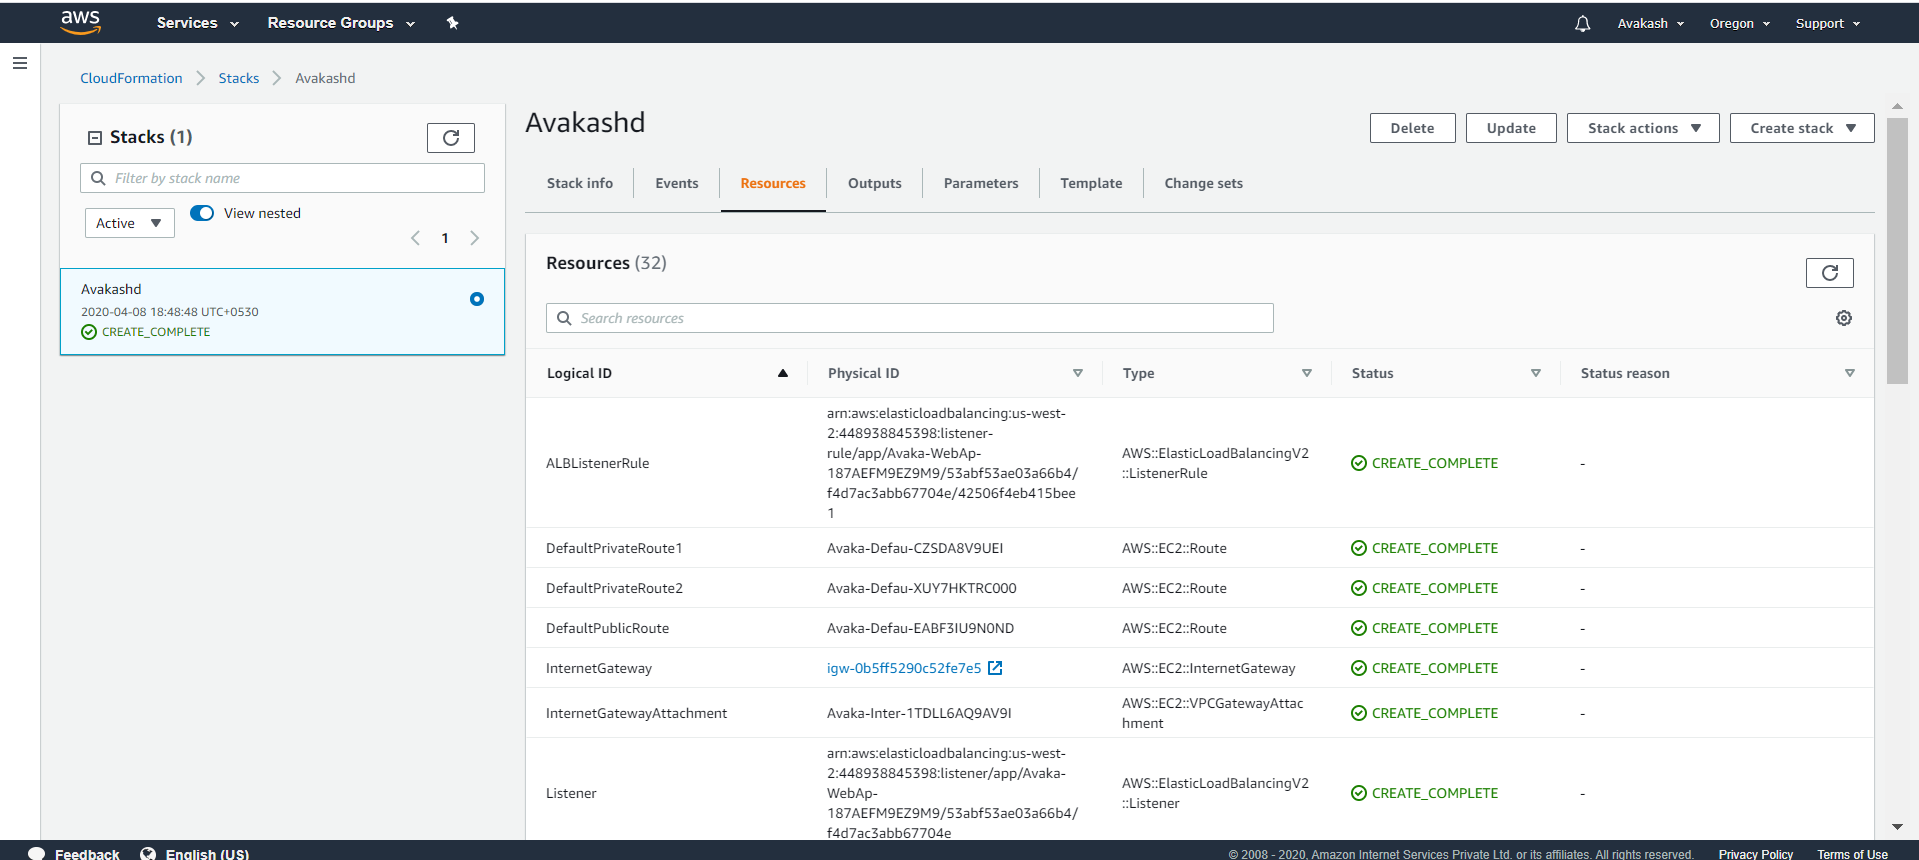 aws
Services
Resource Groups
Avakash
Oregon
Support
CloudFormation
Stacks
Avakashd
Stacks (1)
Filter by stack name
Active
View nested
1
Avakashd
2020-04-08 18:48:48 UTC+0530
CREATE_COMPLETE
Avakashd
Delete
Update
Stack actions
Create stack
Stack info
Events
Resources
Outputs
Parameters
Template
Change sets
Resources (32)
Search resources
Logical ID
Physical ID
Type
Status
Status reason
ALBListenerRule
arn:aws:elasticloadbalancing:us-west-
2:448938845398:listener-
rule/app/Avaka-WebAp-
187AEFM9EZ9M9/53abf53ae03a66b4/
f4d7ac3abb67704e/42506f4eb415bee
1
AWS::ElasticLoadBalancingV2
::ListenerRule
CREATE_COMPLETE
-
DefaultPrivateRoute1
Avaka-Defau-CZSDA8V9UEI
AWS::EC2::Route
CREATE_COMPLETE
-
DefaultPrivateRoute2
Avaka-Defau-XUY7HKTRC000
AWS::EC2::Route
CREATE_COMPLETE
-
DefaultPublicRoute
Avaka-Defau-EABF3IU9N0ND
AWS::EC2::Route
CREATE_COMPLETE
-
InternetGateway
igw-0b5ff5290c52fe7e5
AWS::EC2::InternetGateway
CREATE_COMPLETE
-
InternetGatewayAttachment
Avaka-Inter-1TDLL6AQ9AV9I
AWS::EC2::VPCGatewayAttac
hment
CREATE_COMPLETE
-
Listener
arn:aws:elasticloadbalancing:us-west-
2:448938845398:listener/app/Avaka-
WebAp-
187AEFM9EZ9M9/53abf53ae03a66b4/
f4d7ac3abb67704e
AWS::ElasticLoadBalancingV2
::Listener
CREATE_COMPLETE
-
Feedback
English (US)
© 2008 - 2020, Amazon Internet Services Private Ltd. or its affiliates. All rights reserved.
Privacy Policy
Terms of Use